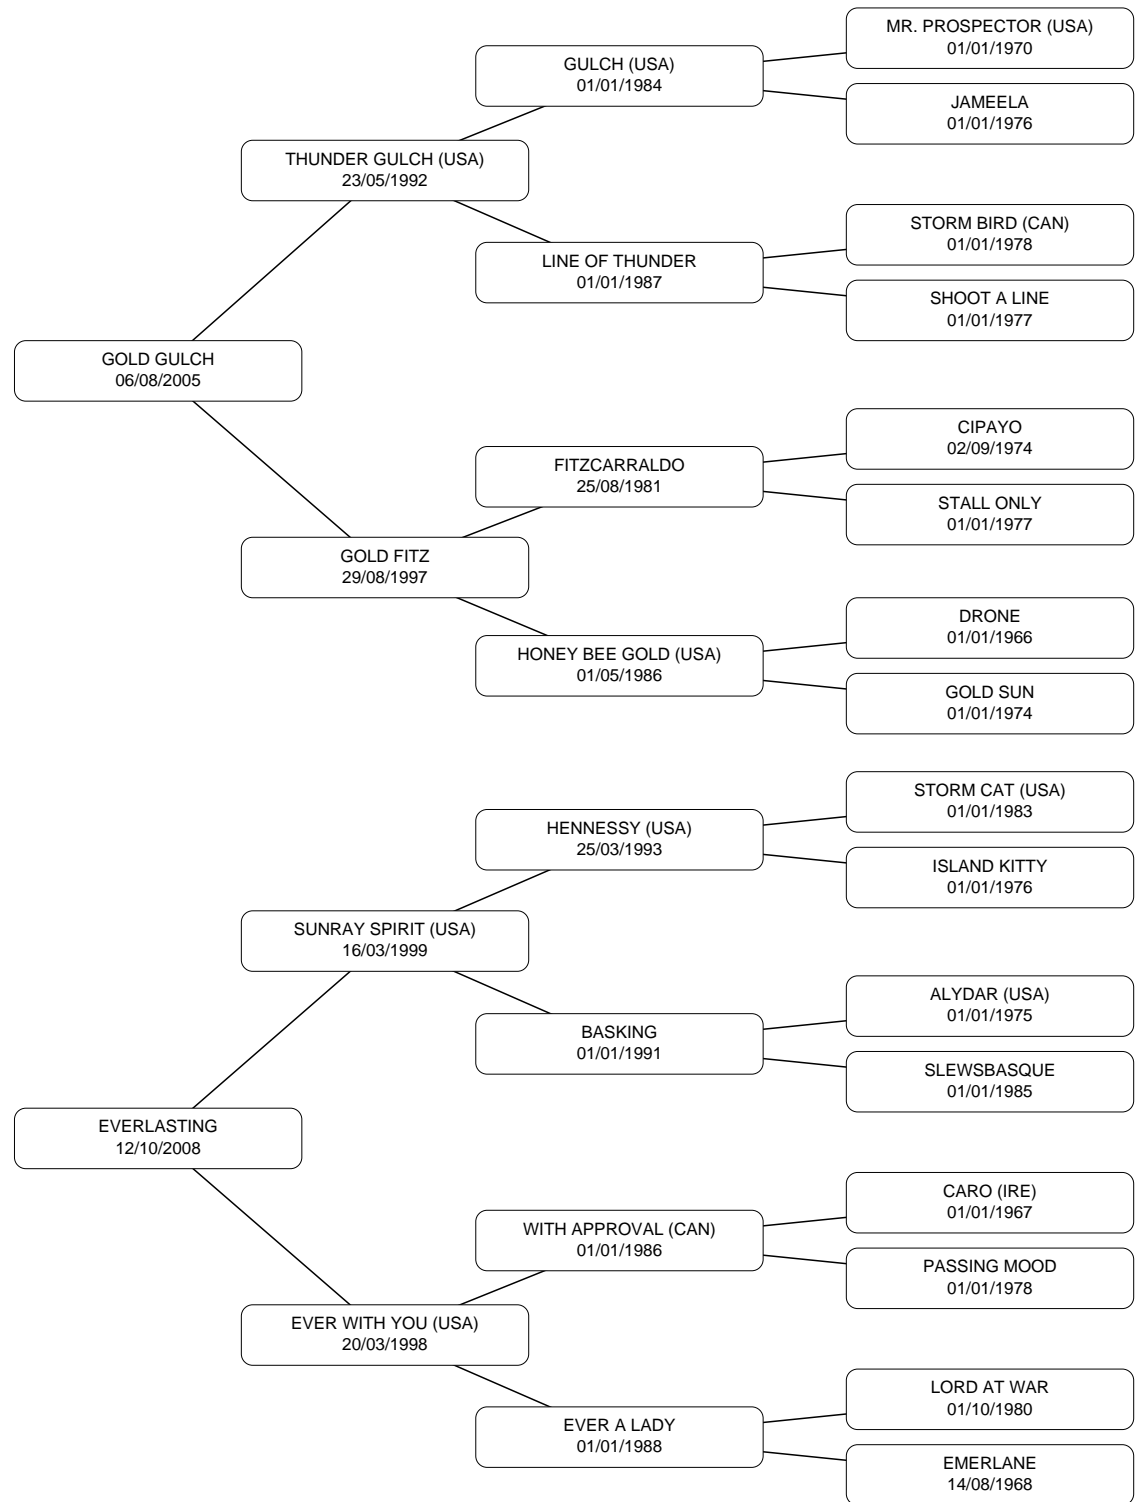 MR. PROSPECTOR (USA)
01/01/1970
GULCH (USA)
01/01/1984
JAMEELA
01/01/1976
THUNDER GULCH (USA)
23/05/1992
STORM BIRD (CAN)
01/01/1978
LINE OF THUNDER
01/01/1987
SHOOT A LINE
01/01/1977
GOLD GULCH
06/08/2005
CIPAYO
02/09/1974
FITZCARRALDO
25/08/1981
STALL ONLY
01/01/1977
GOLD FITZ
29/08/1997
DRONE
01/01/1966
HONEY BEE GOLD (USA)
01/05/1986
GOLD SUN
01/01/1974
STORM CAT (USA)
01/01/1983
HENNESSY (USA)
25/03/1993
ISLAND KITTY
01/01/1976
SUNRAY SPIRIT (USA)
16/03/1999
ALYDAR (USA)
01/01/1975
BASKING
01/01/1991
SLEWSBASQUE
01/01/1985
EVERLASTING
12/10/2008
CARO (IRE)
01/01/1967
WITH APPROVAL (CAN)
01/01/1986
PASSING MOOD
01/01/1978
EVER WITH YOU (USA)
20/03/1998
LORD AT WAR
01/10/1980
EVER A LADY
01/01/1988
EMERLANE
14/08/1968